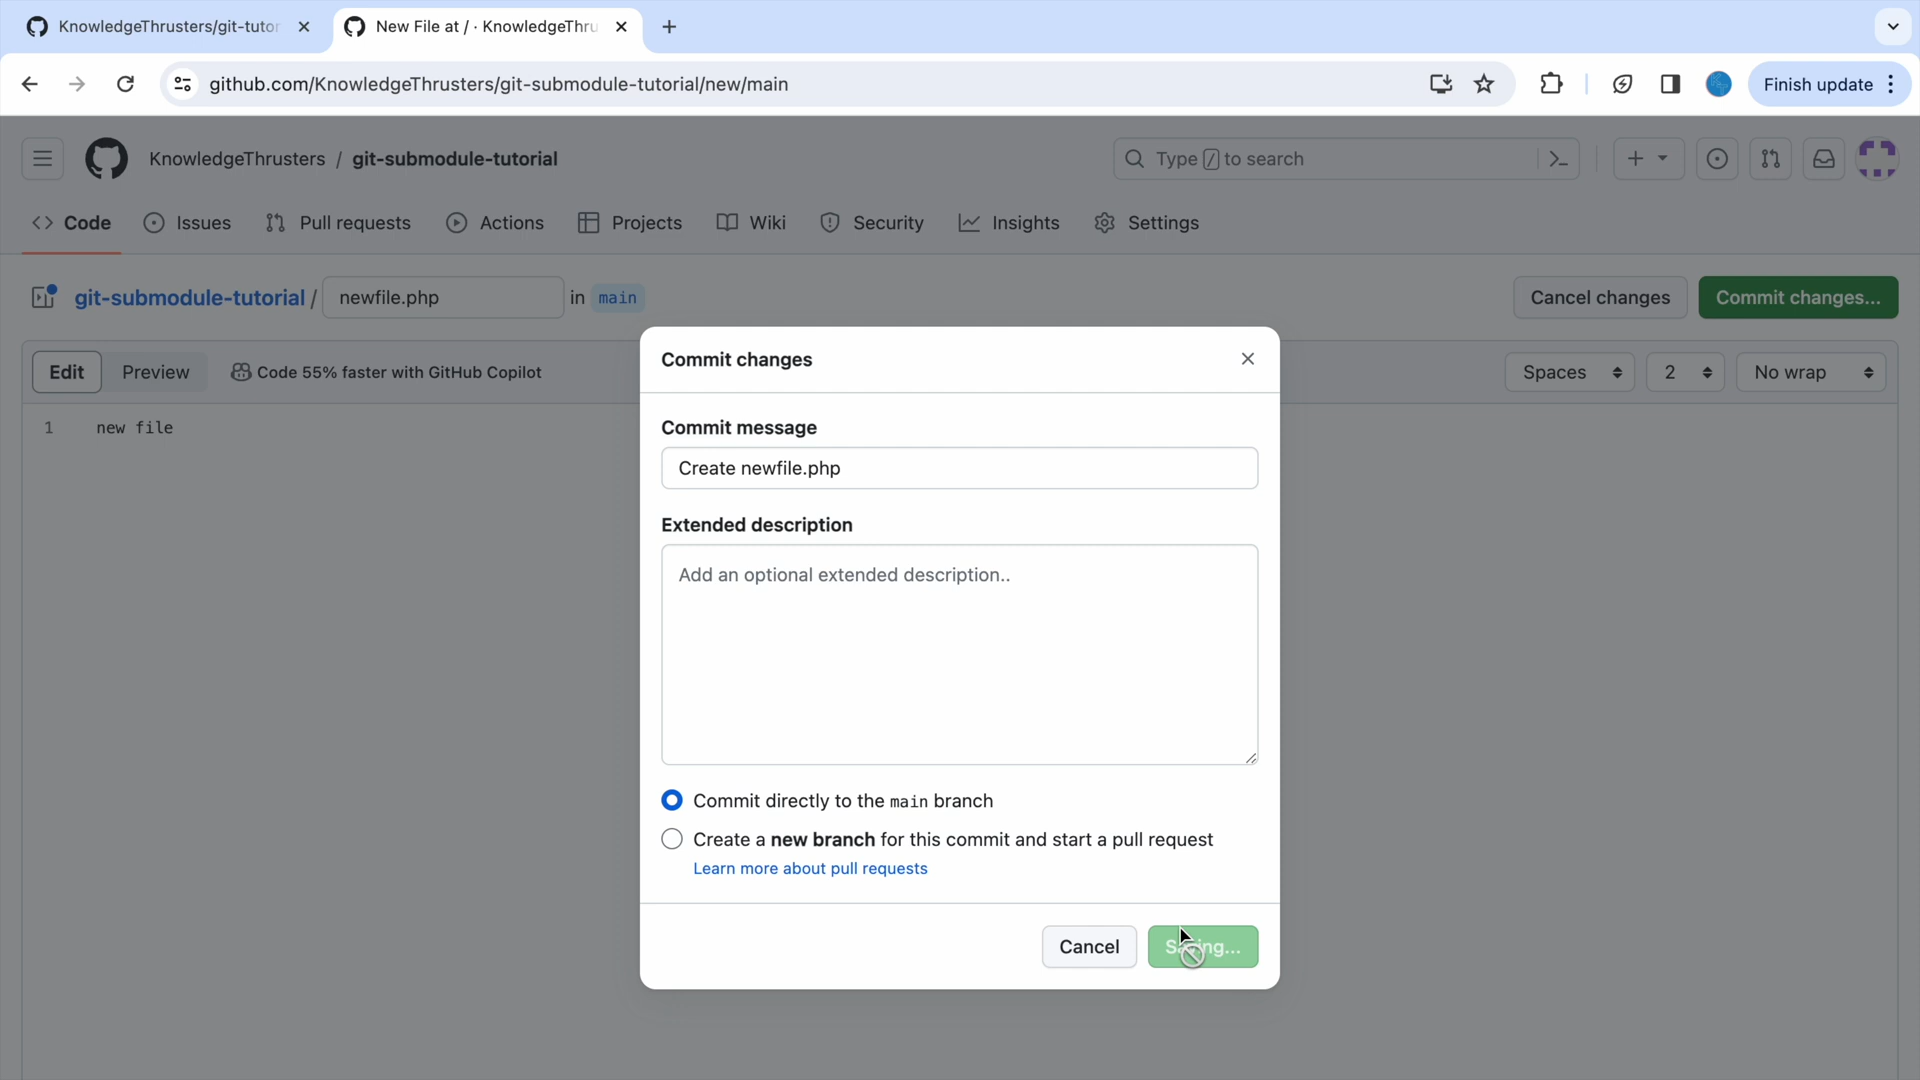 KnowledgeThrusters/git-tutor
New File at / · KnowledgeThru
github.com/KnowledgeThrusters/git-submodule-tutorial/new/main
Finish update
KnowledgeThrusters / git-submodule-tutorial
Type / to search
Code
Issues
Pull requests
Actions
Projects
Wiki
Security
Insights
Settings
git-submodule-tutorial / newfile.php in main
Cancel changes
Commit changes...
Edit
Preview
Code 55% faster with GitHub Copilot
Spaces
2
No wrap
1 new file
Commit changes
Commit message
Create newfile.php
Extended description
Add an optional extended description..
Commit directly to the main branch
Create a new branch for this commit and start a pull request
Learn more about pull requests
Cancel
Saving...